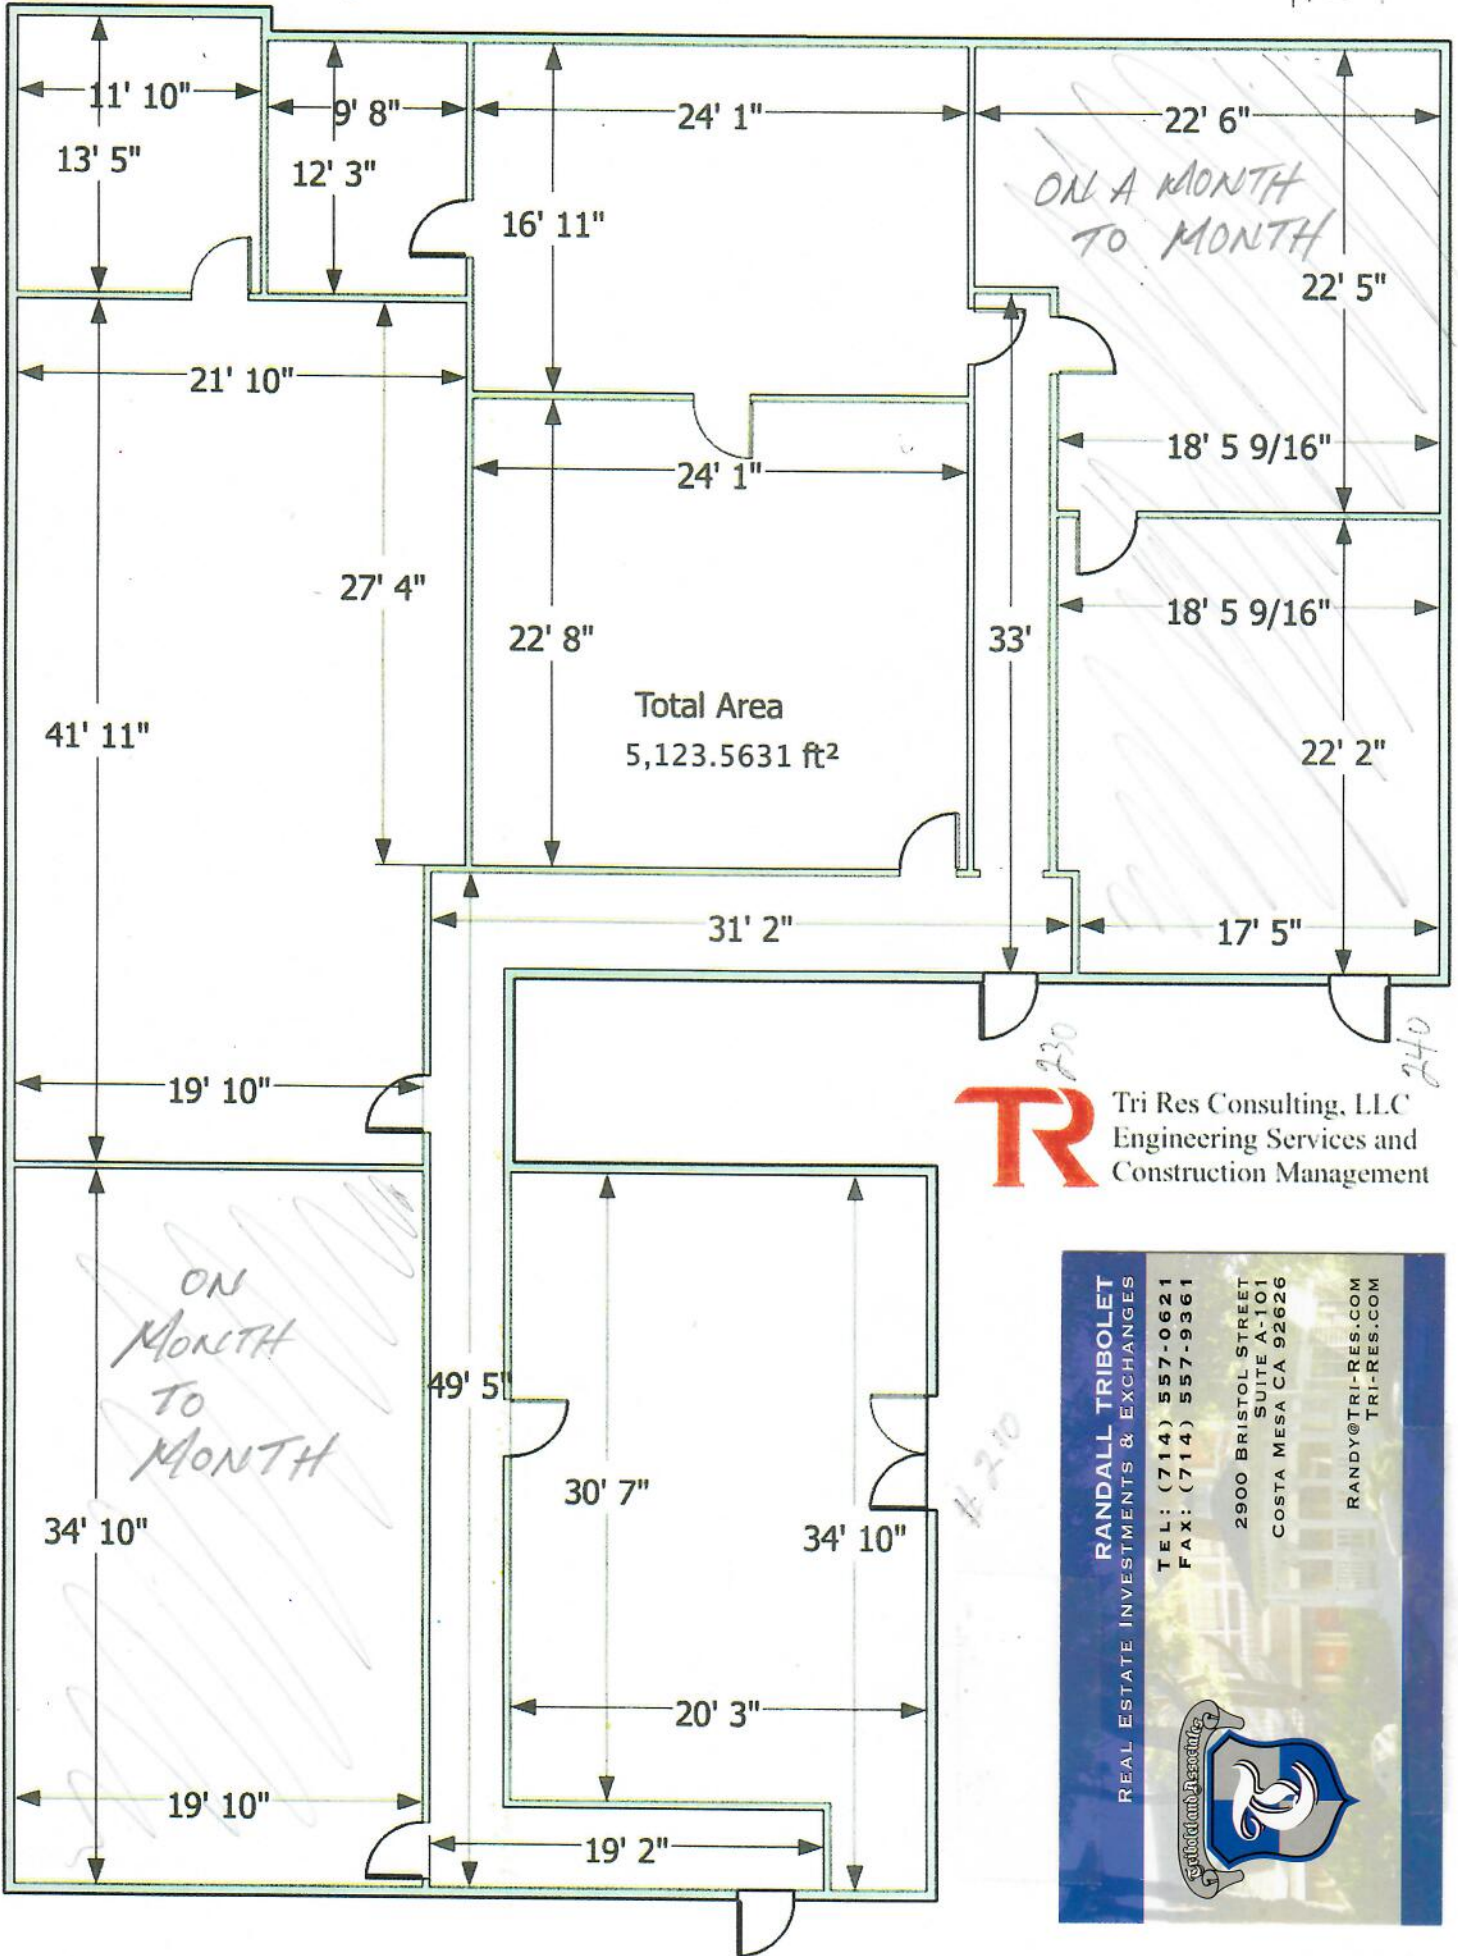 11' 10"
9' 8"
24' 1"
22' 6"
13' 5"
12' 3"
16' 11"
ON A MONTH
TO MONTH
22' 5"
21' 10"
24' 1"
18' 5 9/16"
27' 4"
22' 8"
33'
18' 5 9/16"
41' 11"
Total Area
5,123.5631 ft²
22' 2"
31' 2"
17' 5"
230
240
19' 10"
TR
Tri Res Consulting, LLC
Engineering Services and
Construction Management
ON
MONTH
TO
MONTH
49' 5"
34' 10"
30' 7"
34' 10"
# 210
20' 3"
19' 10"
19' 2"
RANDALL TRIBOLET
REAL ESTATE INVESTMENTS & EXCHANGES
TEL: (714) 557-0621
FAX: (714) 557-9361
2900 BRISTOL STREET
SUITE A-101
COSTA MESA CA 92626
RANDY@TRI-RES.COM
TRI-RES.COM
Tribolet and Associates